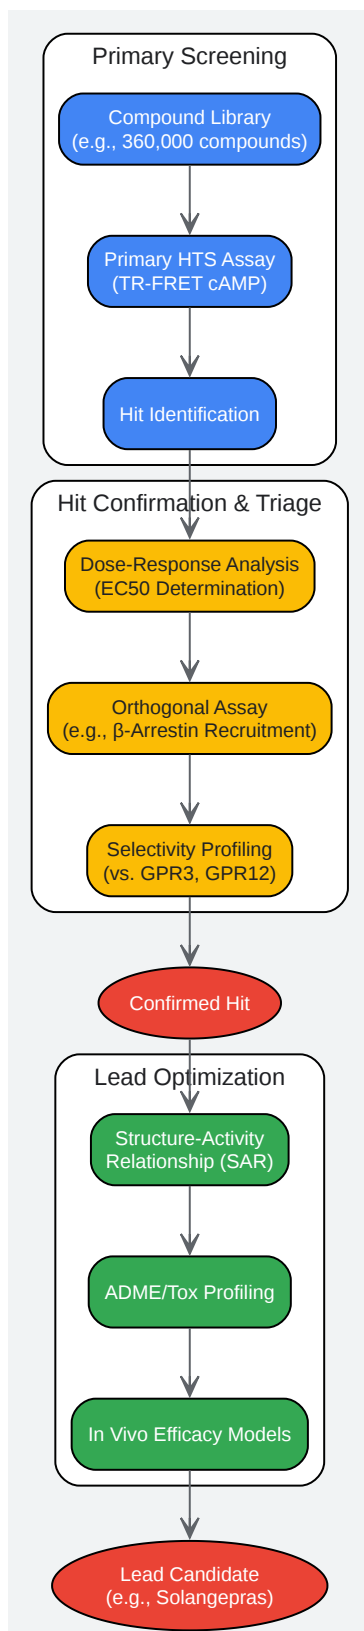 Primary Screening
Compound Library
(e.g., 360,000 compounds)
Primary HTS Assay
(TR-FRET cAMP)
Hit Identification
Hit Confirmation & Triage
Dose-Response Analysis
(EC50 Determination)
Orthogonal Assay
(e.g., β-Arrestin Recruitment)
Selectivity Profiling
(vs. GPR3, GPR12)
Confirmed Hit
Lead Optimization
Structure-Activity
Relationship (SAR)
ADME/Tox Profiling
In Vivo Efficacy Models
Lead Candidate
(e.g., Solangepras)